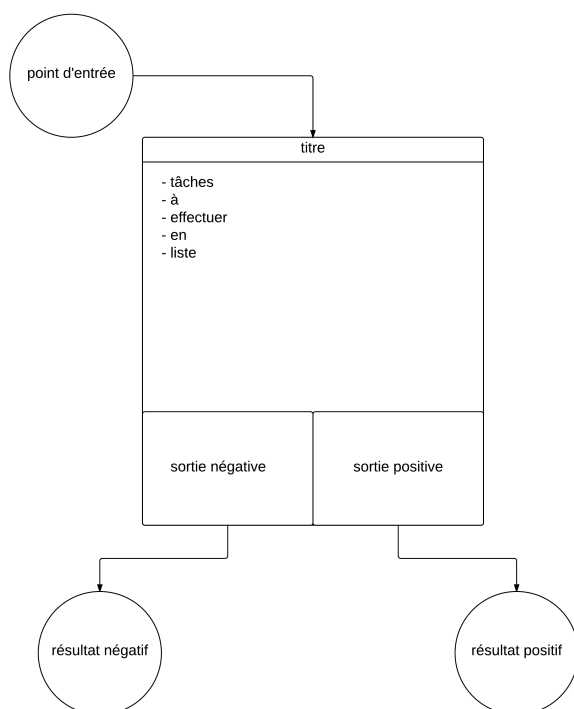 point d'entrée
titre
- tâches
- à
- effectuer
- en
- liste
sortie négative
sortie positive
résultat négatif
résultat positif